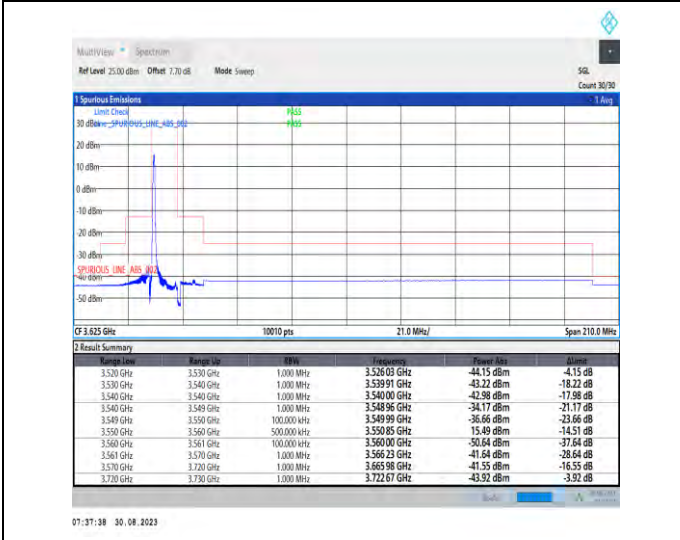 MultiView Spectrum
Ref Level 25.00 dBm Offset 7.70 dB Mode Sweep SGL
Count 30/30
1 Spurious Emissions 1 Avg
Limit Check PASS
30 dBm _SPURIOUS_LINE_ABS_002 PASS
20 dBm
10 dBm
0 dBm
-10 dBm
-20 dBm
-30 dBm
SPURIOUS_LINE_ABS_002
-40 dBm
-50 dBm
CF 3.625 GHz 10010 pts 21.0 MHz/ Span 210.0 MHz
2 Result Summary
Range Low Range Up RBW Frequency Power Abs ΔLimit
3.520 GHz 3.530 GHz 1.000 MHz 3.526 03 GHz -44.15 dBm -4.15 dB
3.530 GHz 3.540 GHz 1.000 MHz 3.539 91 GHz -43.22 dBm -18.22 dB
3.540 GHz 3.540 GHz 1.000 MHz 3.540 00 GHz -42.98 dBm -17.98 dB
3.540 GHz 3.549 GHz 1.000 MHz 3.548 96 GHz -34.17 dBm -21.17 dB
3.549 GHz 3.550 GHz 100.000 kHz 3.549 99 GHz -36.66 dBm -23.66 dB
3.550 GHz 3.560 GHz 500.000 kHz 3.550 85 GHz 15.49 dBm -14.51 dB
3.560 GHz 3.561 GHz 100.000 kHz 3.560 00 GHz -50.64 dBm -37.64 dB
3.561 GHz 3.570 GHz 1.000 MHz 3.566 23 GHz -41.64 dBm -28.64 dB
3.570 GHz 3.720 GHz 1.000 MHz 3.665 98 GHz -41.55 dBm -16.55 dB
3.720 GHz 3.730 GHz 1.000 MHz 3.722 67 GHz -43.92 dBm -3.92 dB
07:37:38 30.08.2023